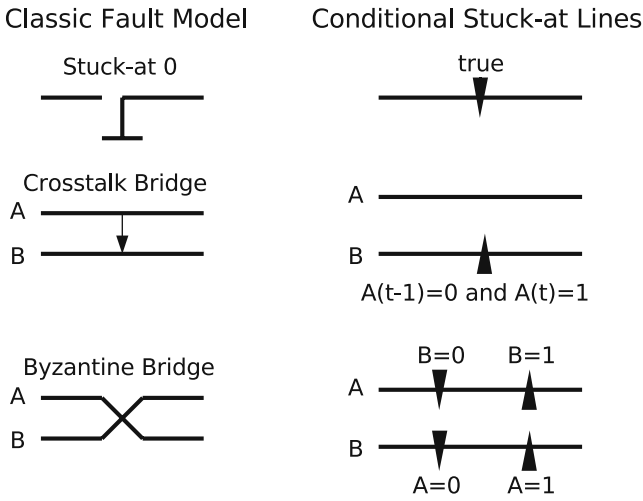 Classic Fault Model
Conditional Stuck-at Lines
Stuck-at 0
true
Crosstalk Bridge
A
B
A
B
A(t-1)=0 and A(t)=1
Byzantine Bridge
A
B
B=0
B=1
A
B
A=0
A=1